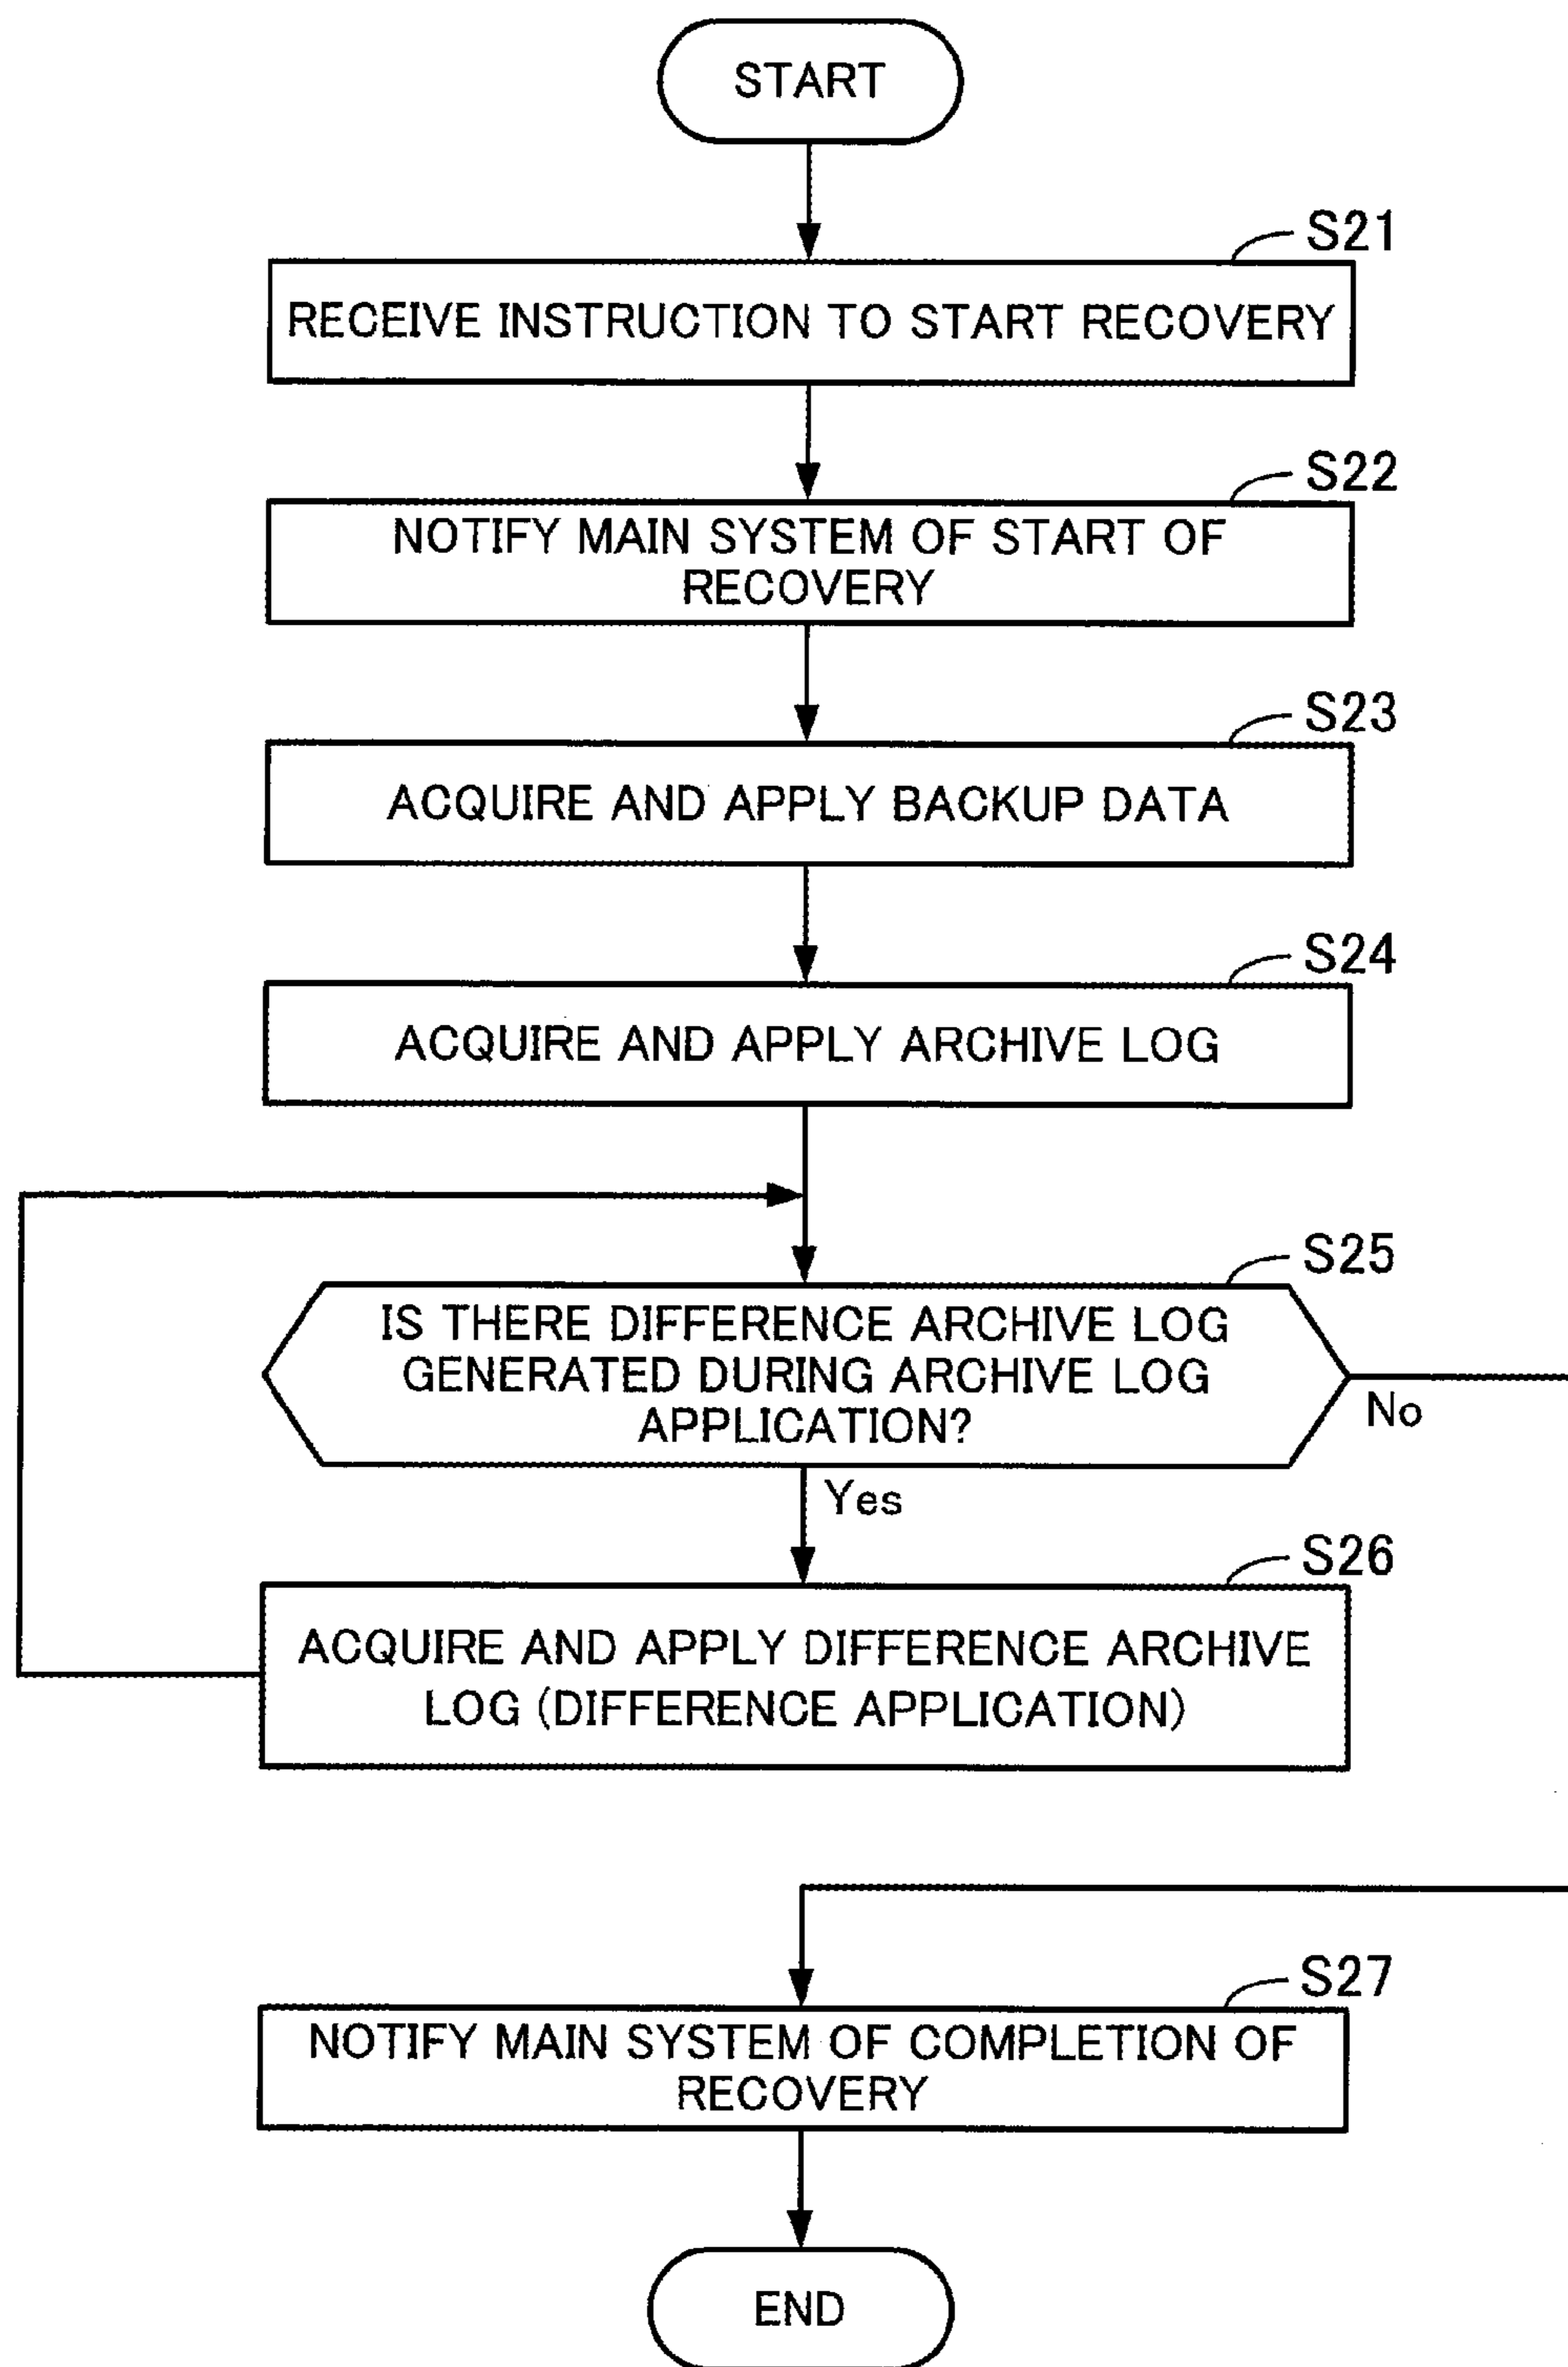 START
S21
RECEIVE INSTRUCTION TO START RECOVERY
S22
NOTIFY MAIN SYSTEM OF START OF
RECOVERY
S23
ACQUIRE AND APPLY BACKUP DATA
S24
ACQUIRE AND APPLY ARCHIVE LOG
S25
IS THERE DIFFERENCE ARCHIVE LOG
GENERATED DURING ARCHIVE LOG
APPLICATION?
No
Yes
S26
ACQUIRE AND APPLY DIFFERENCE ARCHIVE
LOG (DIFFERENCE APPLICATION)
S27
NOTIFY MAIN SYSTEM OF COMPLETION OF
RECOVERY
END